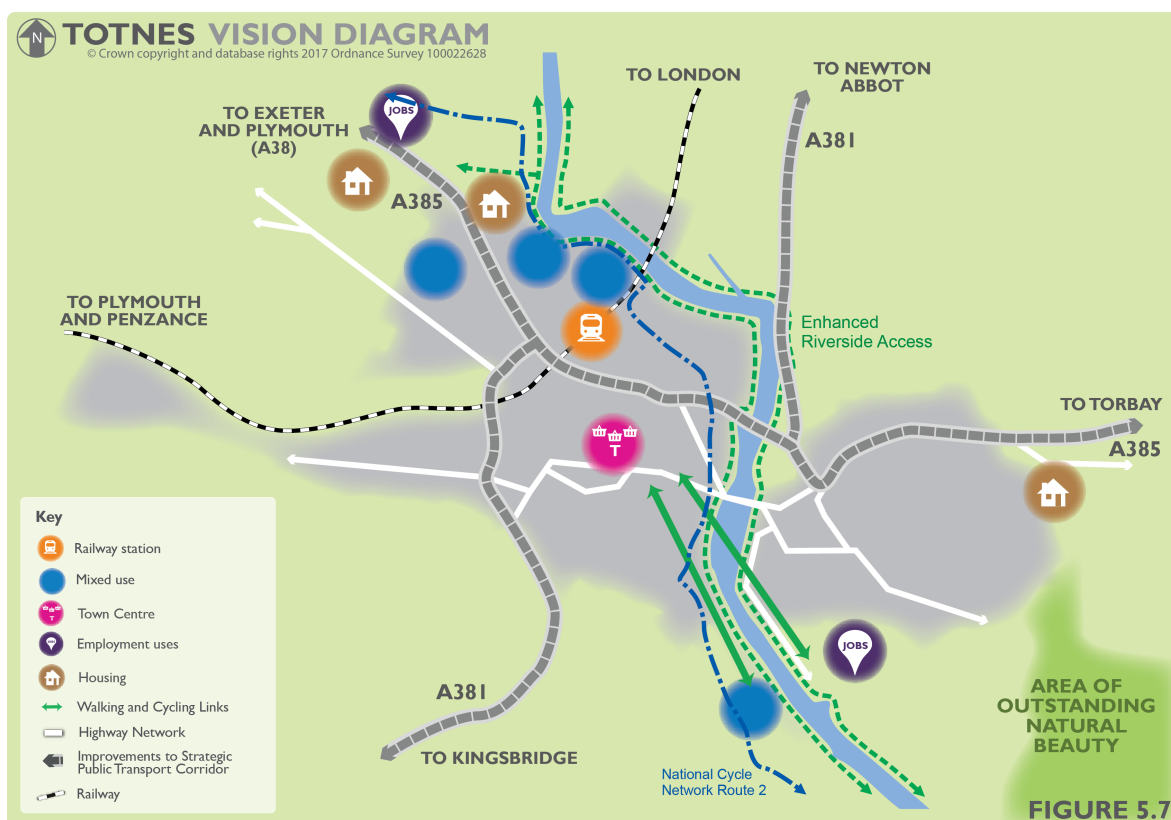 N
TOTNES VISION DIAGRAM
© Crown copyright and database rights 2017 Ordnance Survey 100022628
TO LONDON
TO NEWTON
ABBOT
JOBS
TO EXETER
AND PLYMOUTH
(A38)
A381
A385
TO PLYMOUTH
AND PENZANCE
Enhanced
Riverside Access
TO TORBAY
A385
T
Key
Railway station
Mixed use
T
Town Centre
Employment uses
Housing
Walking and Cycling Links
Highway Network
Improvements to Strategic
Public Transport Corridor
Railway
JOBS
A381
TO KINGSBRIDGE
National Cycle
Network Route 2
AREA OF
OUTSTANDING
NATURAL
BEAUTY
FIGURE 5.7